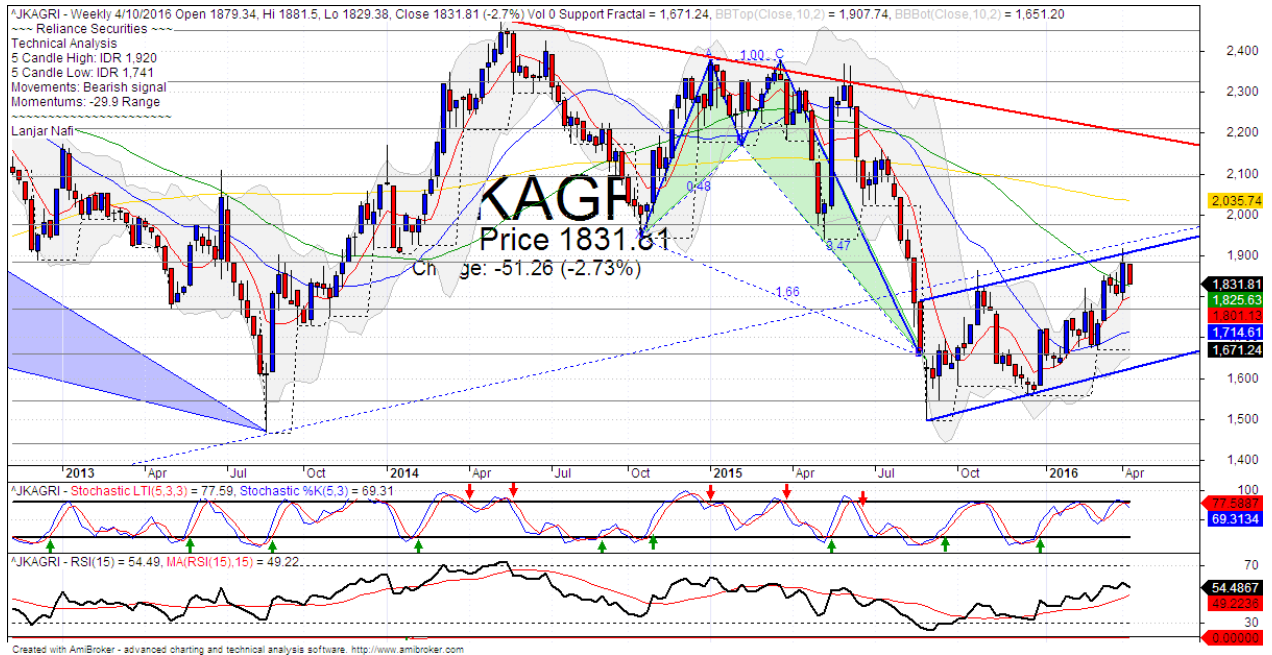 ^JKAGRI - Weekly 4/10/2016 Open 1879.34, Hi 1881.5, Lo 1829.38, Close 1831.81 (-2.7%) Vol 0 Support Fractal = 1,671.24, BBTop(Close,10,2) = 1,907.74, BBBot(Close,10,2) = 1,651.20
~~~ Reliance Securities ~~~
Technical Analysis
5 Candle High: IDR 1,920
5 Candle Low: IDR 1,741
Movements: Bearish signal
Momentums: -29.9 Range
~~~~~~~~~~~~~~~~~~~~~
Lanjar Nafi
A 1.00 C
0.48
KAGR
Price 1831.81
3.47
1.66
2,400
2,300
2,200
2,100
2,035.74
2,000
1,900
1,831.81
1,825.63
1,801.13
1,714.61
1,671.24
1,600
1,500
1,400
2013 Apr Jul Oct 2014 Apr Jul Oct 2015 Apr Jul Oct 2016 Apr
^JKAGRI - Stochastic LTI(5,3,3) = 77.59, Stochastic %K(5,3) = 69.31
100
77.5887
69.3134
^JKAGRI - RSI(15) = 54.49, MA(RSI(15),15) = 49.22
70
54.4867
49.2236
30
0.00000
Created with AmiBroker - advanced charting and technical analysis software. http://www.amibroker.com